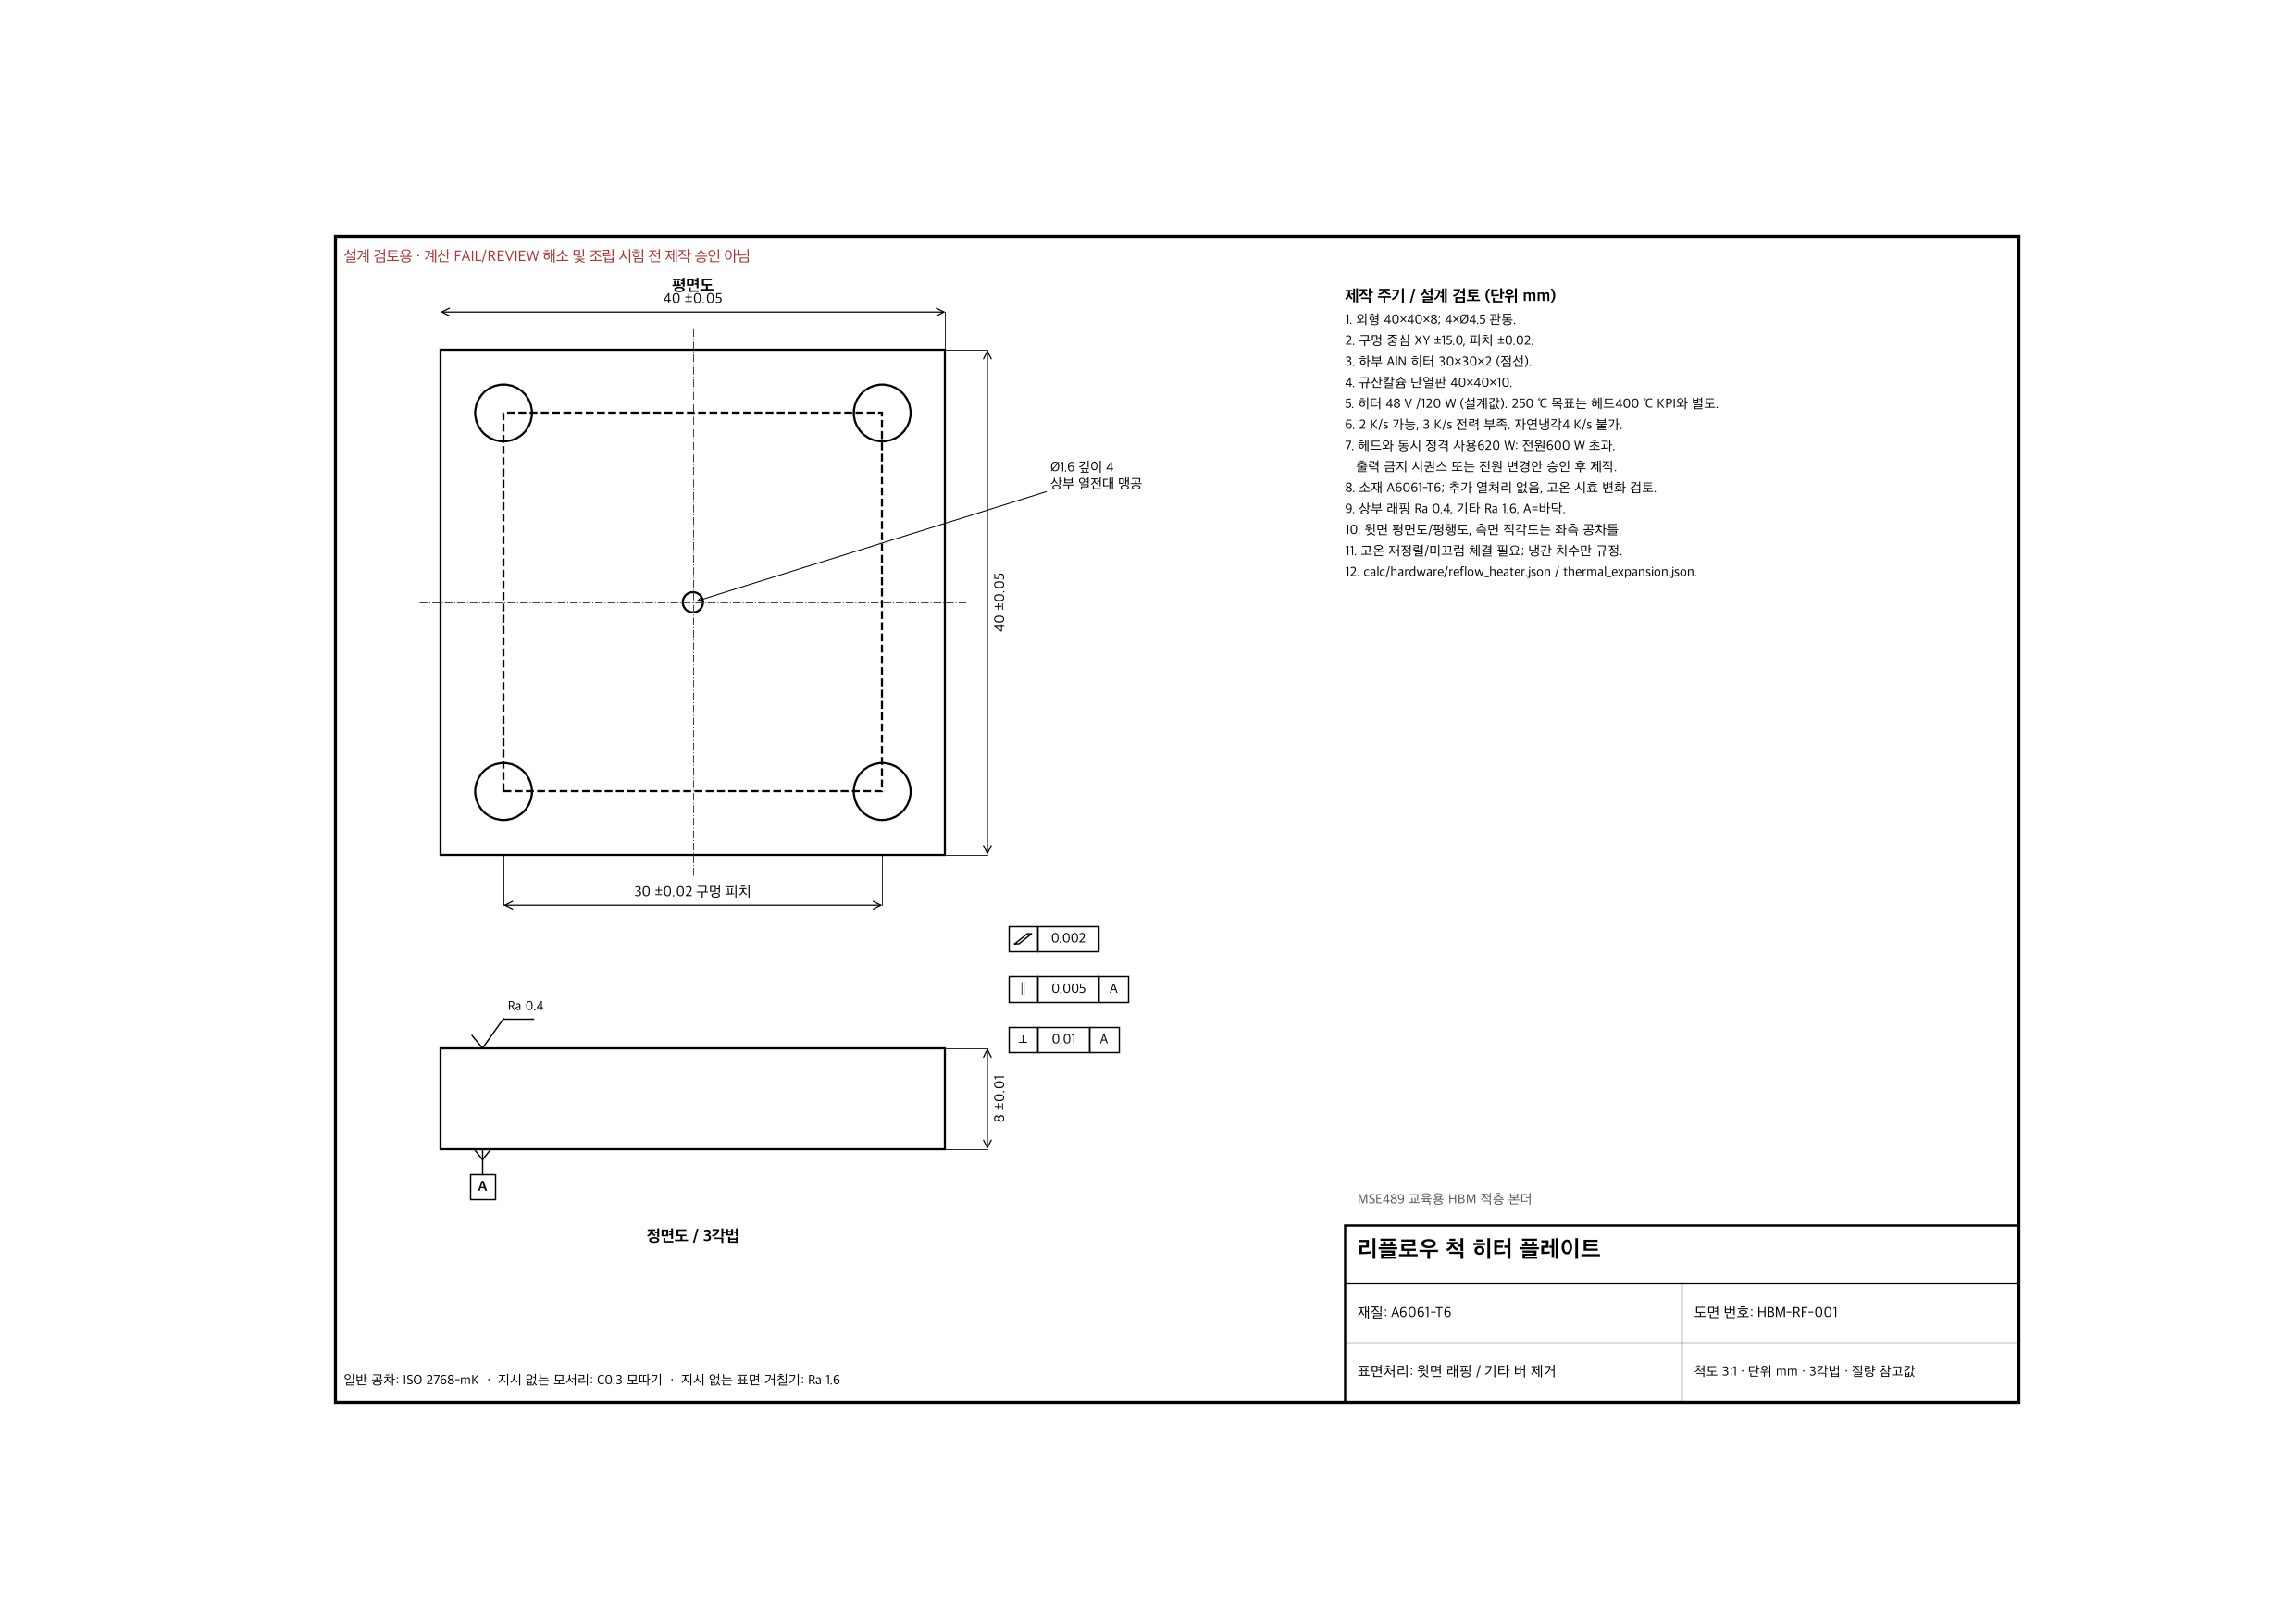 설계 검토용 · 계산 FAIL/REVIEW 해소 및 조립 시험 전 제작 승인 아님
평면도
40 ±0.05
40 ±0.05
Ø1.6 깊이 4
상부 열전대 맹공
30 ±0.02 구멍 피치
0.002
∥ 0.005 A
⊥ 0.01 A
Ra 0.4
8 ±0.01
A
정면도 / 3각법
제작 주기 / 설계 검토 (단위 mm)
1. 외형 40×40×8; 4×Ø4.5 관통.
2. 구멍 중심 XY ±15.0, 피치 ±0.02.
3. 하부 AlN 히터 30×30×2 (점선).
4. 규산칼슘 단열판 40×40×10.
5. 히터 48 V /120 W (설계값). 250 ℃ 목표는 헤드400 ℃ KPI와 별도.
6. 2 K/s 가능, 3 K/s 전력 부족. 자연냉각4 K/s 불가.
7. 헤드와 동시 정격 사용620 W: 전원600 W 초과.
출력 금지 시퀀스 또는 전원 변경안 승인 후 제작.
8. 소재 A6061-T6; 추가 열처리 없음, 고온 시효 변화 검토.
9. 상부 래핑 Ra 0.4, 기타 Ra 1.6. A=바닥.
10. 윗면 평면도/평행도, 측면 직각도는 좌측 공차틀.
11. 고온 재정렬/미끄럼 체결 필요; 냉간 치수만 규정.
12. calc/hardware/reflow_heater.json / thermal_expansion.json.
MSE489 교육용 HBM 적층 본더
리플로우 척 히터 플레이트
재질: A6061-T6
도면 번호: HBM-RF-001
표면처리: 윗면 래핑 / 기타 버 제거
척도 3:1 · 단위 mm · 3각법 · 질량 참고값
일반 공차: ISO 2768-mK · 지시 없는 모서리: C0.3 모따기 · 지시 없는 표면 거칠기: Ra 1.6